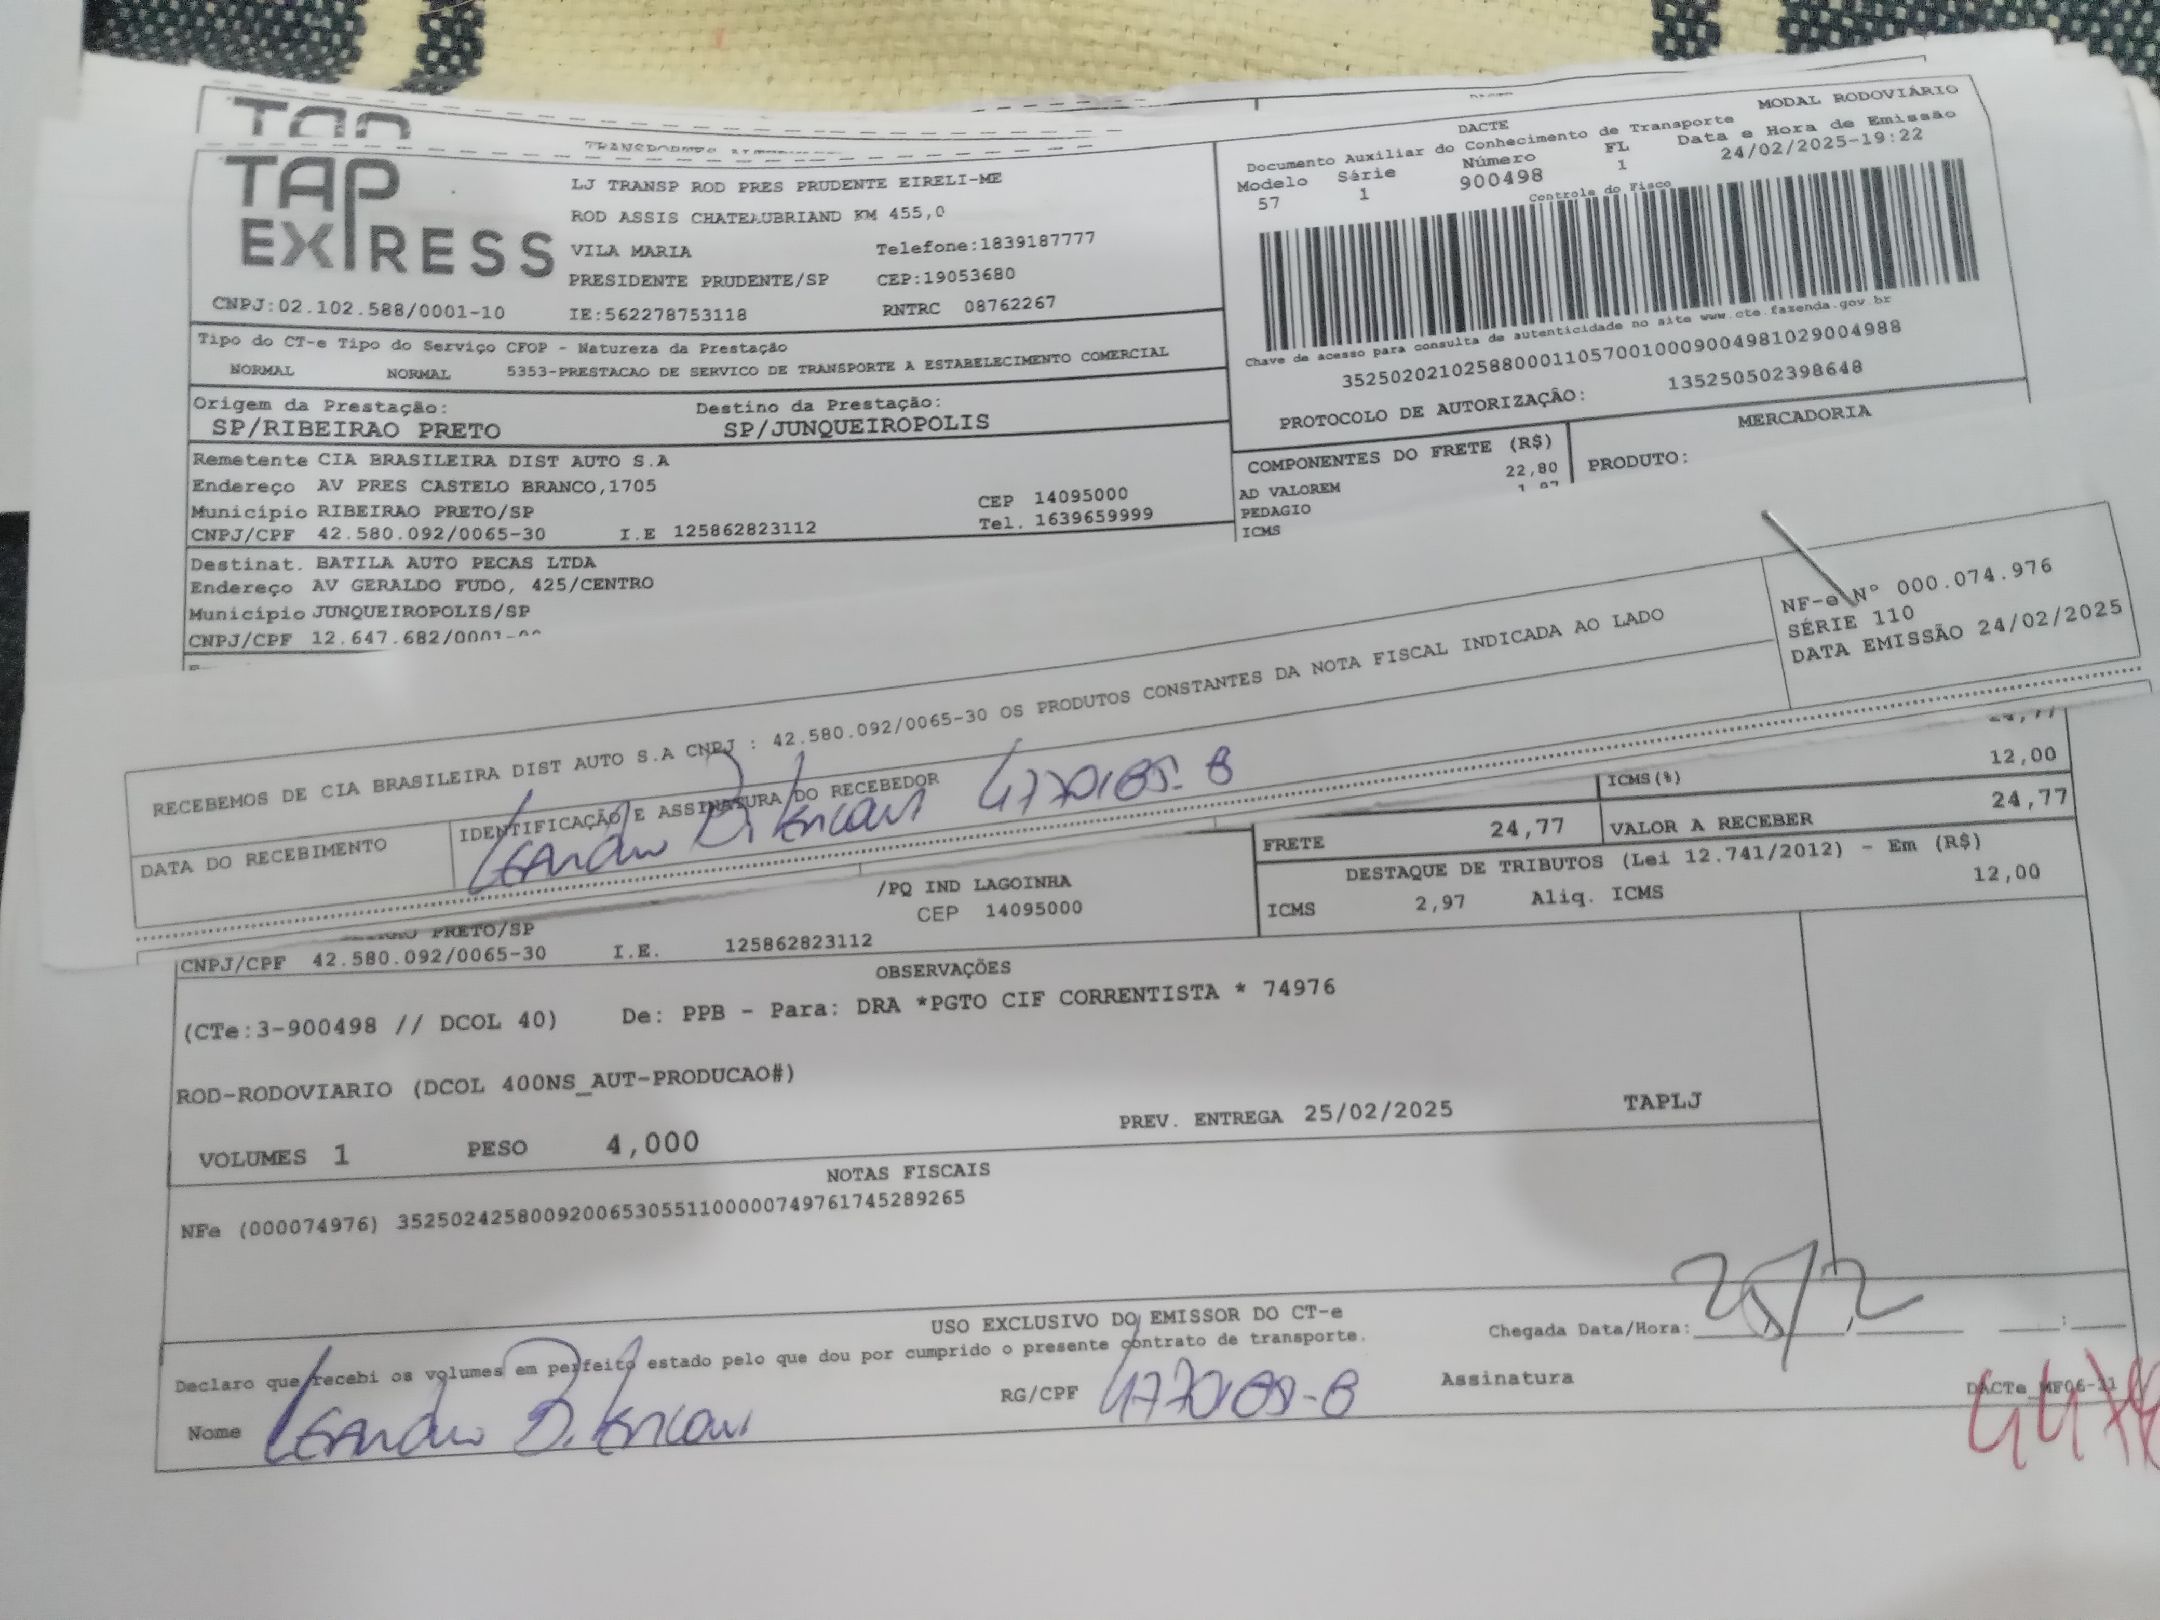 TAP
EXPRESS
LJ TRANSP ROD PRES PRUDENTE EIRELI-ME
ROD ASSIS CHATEAUBRIAND KM 455,0
VILA MARIA Telefone:1839187777
PRESIDENTE PRUDENTE/SP CEP:19053680
CNPJ:02.102.588/0001-10 IE:562278753118 RNTRC 08762267
MODAL RODOVIÁRIO
DACTE
Documento Auxiliar do Conhecimento de Transporte
Modelo Série Número FL Data e Hora de Emissão
57 1 900498 1 24/02/2025-19:22
Controle do Fisco
Chave de acesso para consulta de autenticidade no site www.cte.fazenda.gov.br
35250202102588000110570010009004981029004988
PROTOCOLO DE AUTORIZAÇÃO: 135250502398648
Tipo do CT-e Tipo do Serviço CFOP - Natureza da Prestação
NORMAL NORMAL 5353-PRESTACAO DE SERVICO DE TRANSPORTE A ESTABELECIMENTO COMERCIAL
Origem da Prestação: Destino da Prestação:
SP/RIBEIRAO PRETO SP/JUNQUEIROPOLIS
Remetente CIA BRASILEIRA DIST AUTO S.A
Endereço AV PRES CASTELO BRANCO,1705
Município RIBEIRAO PRETO/SP CEP 14095000
CNPJ/CPF 42.580.092/0065-30 I.E 125862823112 Tel. 1639659999
COMPONENTES DO FRETE (R$)
22,80
AD VALOREM
PEDAGIO
ICMS
MERCADORIA
PRODUTO:
Destinat. BATILA AUTO PECAS LTDA
Endereço AV GERALDO FUDO, 425/CENTRO
Município JUNQUEIROPOLIS/SP
CNPJ/CPF 12.647.682/0001-
RECEBEMOS DE CIA BRASILEIRA DIST AUTO S.A CNPJ : 42.580.092/0065-30 OS PRODUTOS CONSTANTES DA NOTA FISCAL INDICADA AO LADO
NF-e Nº 000.074.976
SÉRIE 110
DATA EMISSÃO 24/02/2025
DATA DO RECEBIMENTO IDENTIFICAÇÃO E ASSINATURA DO RECEBEDOR
ICMS(%) 12,00
FRETE 24,77 VALOR A RECEBER 24,77
DESTAQUE DE TRIBUTOS (Lei 12.741/2012) - Em (R$)
ICMS 2,97 Aliq. ICMS 12,00
/PQ IND LAGOINHA
PRETO/SP CEP 14095000
CNPJ/CPF 42.580.092/0065-30 I.E. 125862823112
OBSERVAÇÕES
(CTe:3-900498 // DCOL 40) De: PPB - Para: DRA *PGTO CIF CORRENTISTA * 74976
ROD-RODOVIARIO (DCOL 400NS_AUT-PRODUCAO#)
VOLUMES 1 PESO 4,000 PREV. ENTREGA 25/02/2025 TAPLJ
NOTAS FISCAIS
NFe (000074976) 35250242580092006530551100000749761745289265
USO EXCLUSIVO DO EMISSOR DO CT-e
Declaro que recebi os volumes em perfeito estado pelo que dou por cumprido o presente contrato de transporte.
Chegada Data/Hora: 25/2
Nome RG/CPF Assinatura